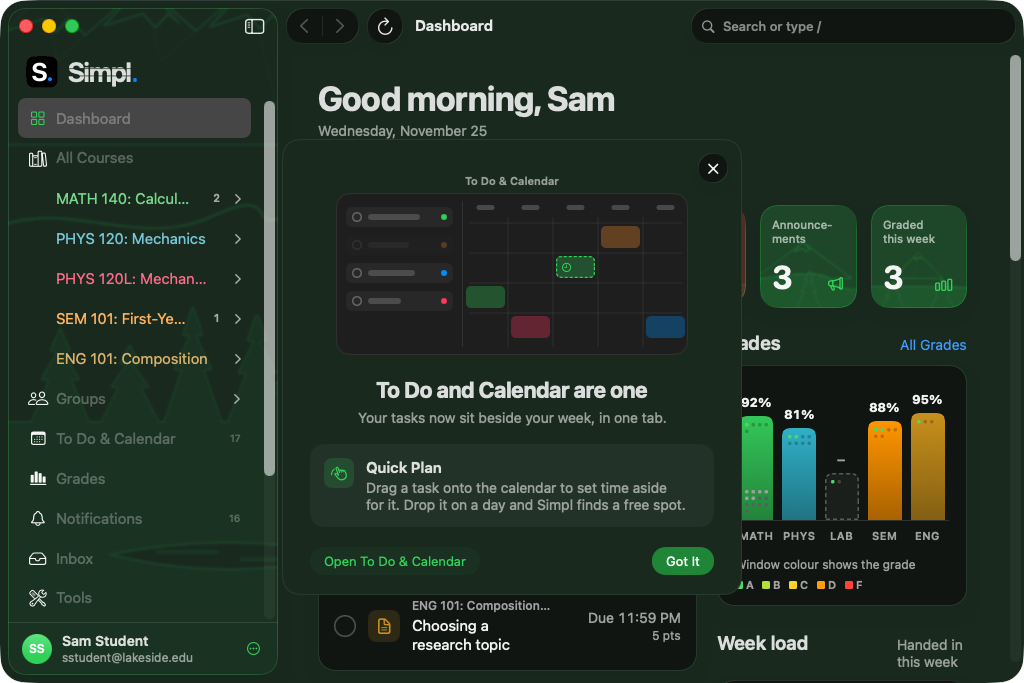 Dashboard
Search or type /
S.
Simpl.
Dashboard
All Courses
MATH 140: Calcul... 2
PHYS 120: Mechanics
PHYS 120L: Mechan...
SEM 101: First-Ye... 1
ENG 101: Composition
Groups
To Do & Calendar 17
Grades
Notifications 16
Inbox
Tools
SS
Sam Student
sstudent@lakeside.edu
Good morning, Sam
Wednesday, November 25
To Do & Calendar
To Do and Calendar are one
Your tasks now sit beside your week, in one tab.
Quick Plan
Drag a task onto the calendar to set time aside
for it. Drop it on a day and Simpl finds a free spot.
Open To Do & Calendar
Got It
Announce-
ments
3
Graded
this week
3
All Grades
92% 81% – 88% 95%
MATH PHYS LAB SEM ENG
Window colour shows the grade
A B C D F
ENG 101: Composition...
Choosing a
research topic
Due 11:59 PM
5 pts
Week load
Handed in
this week